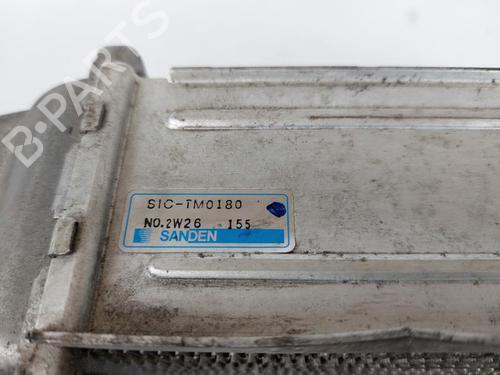 B-PARTS
SIC-TM0180
NO.2W26 155
SANDEN